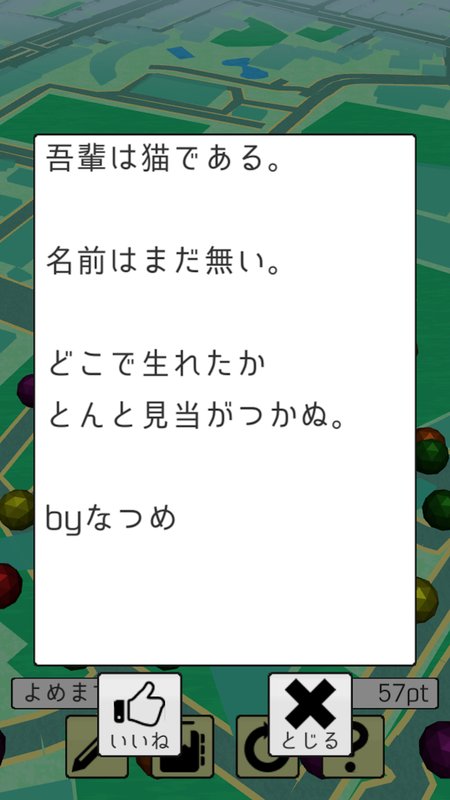 吾輩は猫である。
名前はまだ無い。
どこで生れたか
とんと見当がつかぬ。
byなつめ
よめま
57pt
いいね
とじる
?